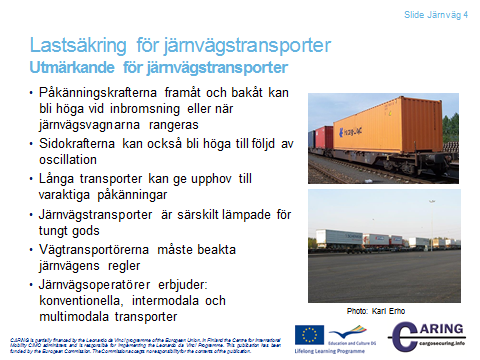 Slide Järnväg 4
Lastsäkring för järnvägstransporter
Utmärkande för järnvägstransporter
• Påkänningskrafterna framåt och bakåt kan
bli höga vid inbromsning eller när
järnvägsvagnarna rangeras
• Sidokrafterna kan också bli höga till följd av
oscillation
• Långa transporter kan ge upphov till
varaktiga påkänningar
• Järnvägstransporter är särskilt lämpade för
tungt gods
• Vägtransportörerna måste beakta
järnvägens regler
• Järnvägsoperatörer erbjuder:
konventionella, intermodala och
multimodala transporter
Photo: Karl Erho
CARING is partially financed by the Leonardo da Vinci programme of the European Union. In Finland the Centre for International
Mobility CIMO administers and is responsible for implementing the Leonardo da Vinci Programme. This publication has been
funded by the European Commission. The Commission accepts no responsibility for the contents of the publication.
Education and Culture DG
Lifelong Learning Programme
CARING
cargosecuring.info